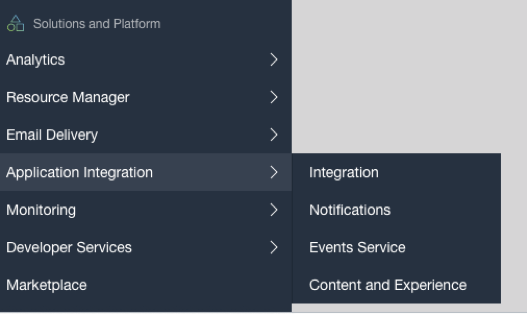 Solutions and Platform
Analytics
Resource Manager
Email Delivery
Application Integration
Monitoring
Developer Services
Marketplace
Integration
Notifications
Events Service
Content and Experience